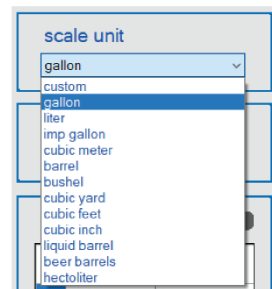 scale unit
gallon
custom
gallon
liter
imp gallon
cubic meter
barrel
bushel
cubic yard
cubic feet
cubic inch
liquid barrel
beer barrels
hectoliter